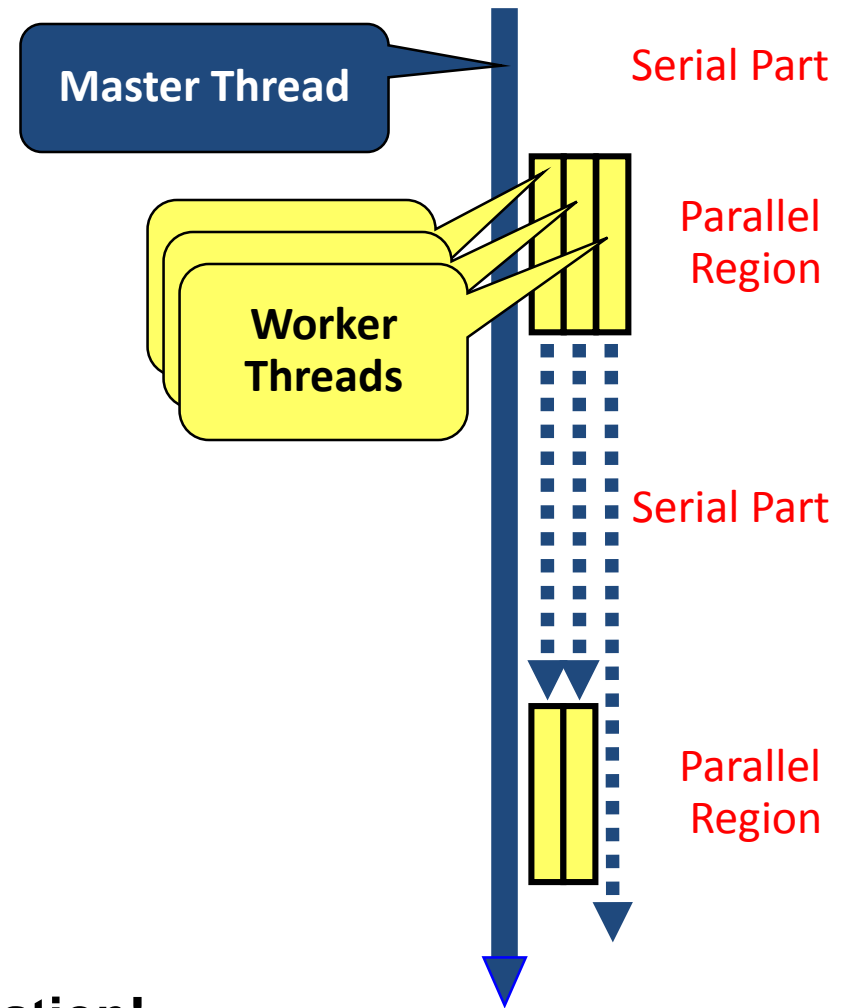 Master Thread
Serial Part
Parallel
Region
Worker
Threads
Serial Part
Parallel
Region